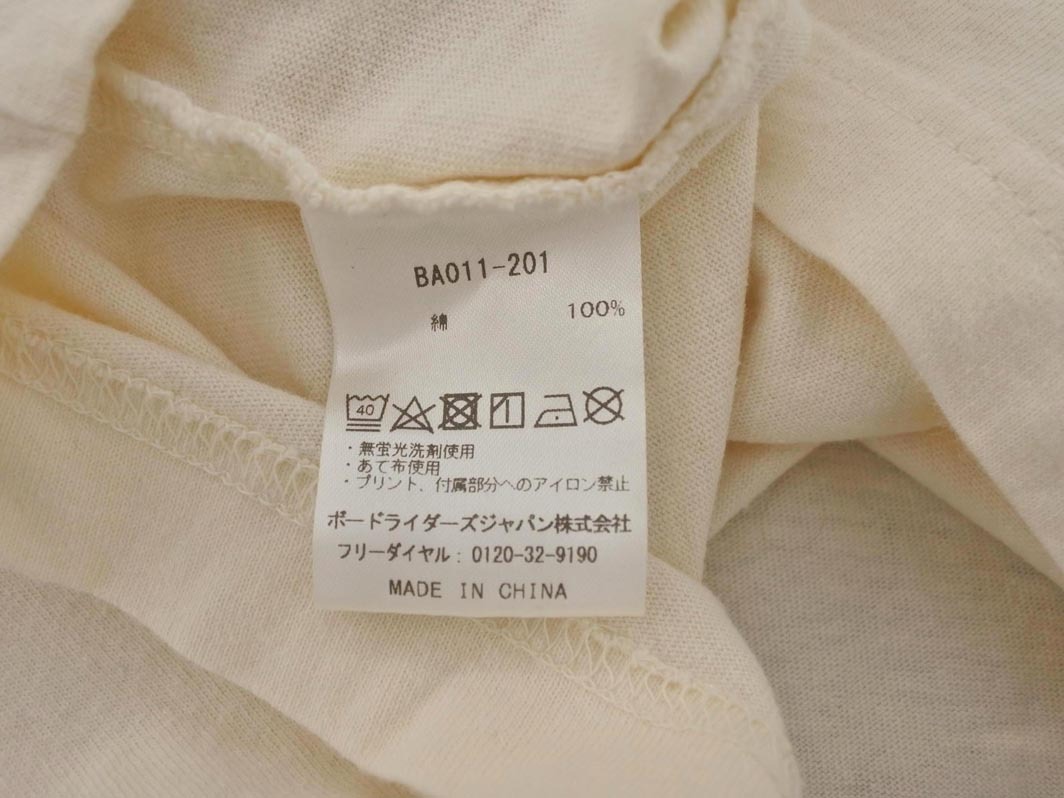 BA011-201
綿 100%
40
・無蛍光洗剤使用
・あて布使用
・プリント、付属部分へのアイロン禁止
ボードライダーズジャパン株式会社
フリーダイヤル：0120-32-9190
MADE IN CHINA